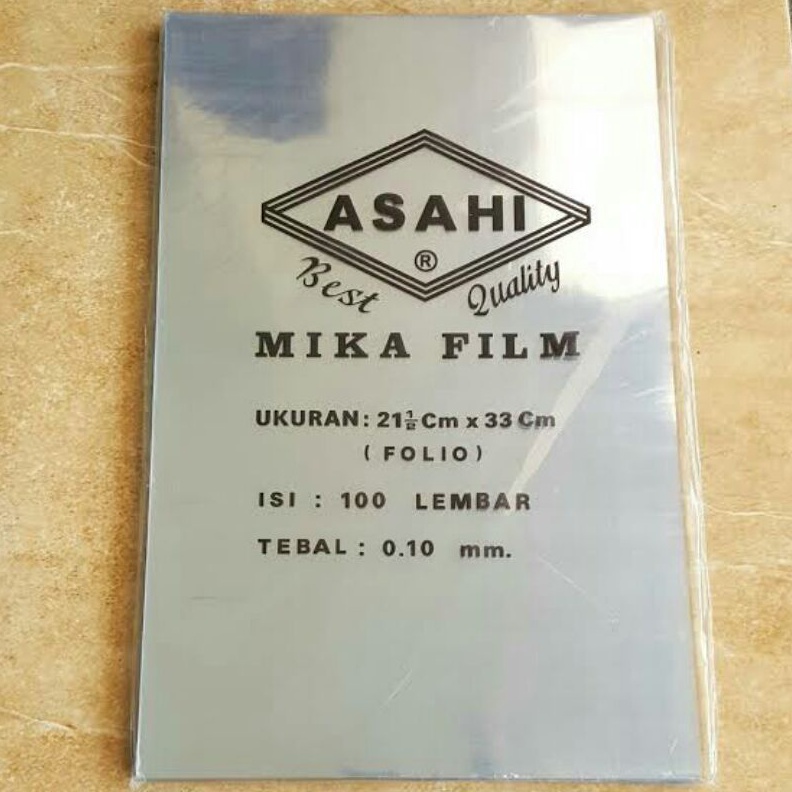 ASAHI
®
Best Quality
MIKA FILM
UKURAN: 21½ Cm x 33 Cm
( FOLIO )
ISI : 100 LEMBAR
TEBAL : 0.10 mm.